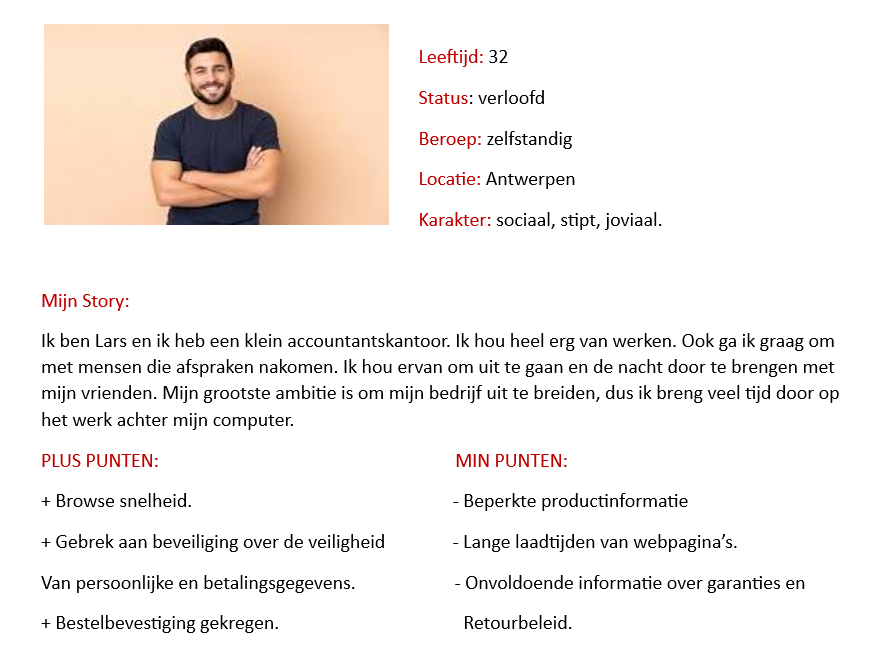 Leeftijd: 32
Status: verloofd
Beroep: zelfstandig
Locatie: Antwerpen
Karakter: sociaal, stipt, joviaal.
Mijn Story:
Ik ben Lars en ik heb een klein accountantskantoor. Ik hou heel erg van werken. Ook ga ik graag om
met mensen die afspraken nakomen. Ik hou ervan om uit te gaan en de nacht door te brengen met
mijn vrienden. Mijn grootste ambitie is om mijn bedrijf uit te breiden, dus ik breng veel tijd door op
het werk achter mijn computer.
PLUS PUNTEN:
+ Browse snelheid.
+ Gebrek aan beveiliging over de veiligheid
Van persoonlijke en betalingsgegevens.
+ Bestelbevestiging gekregen.
MIN PUNTEN:
- Beperkte productinformatie
- Lange laadtijden van webpagina’s.
- Onvoldoende informatie over garanties en
Retourbeleid.